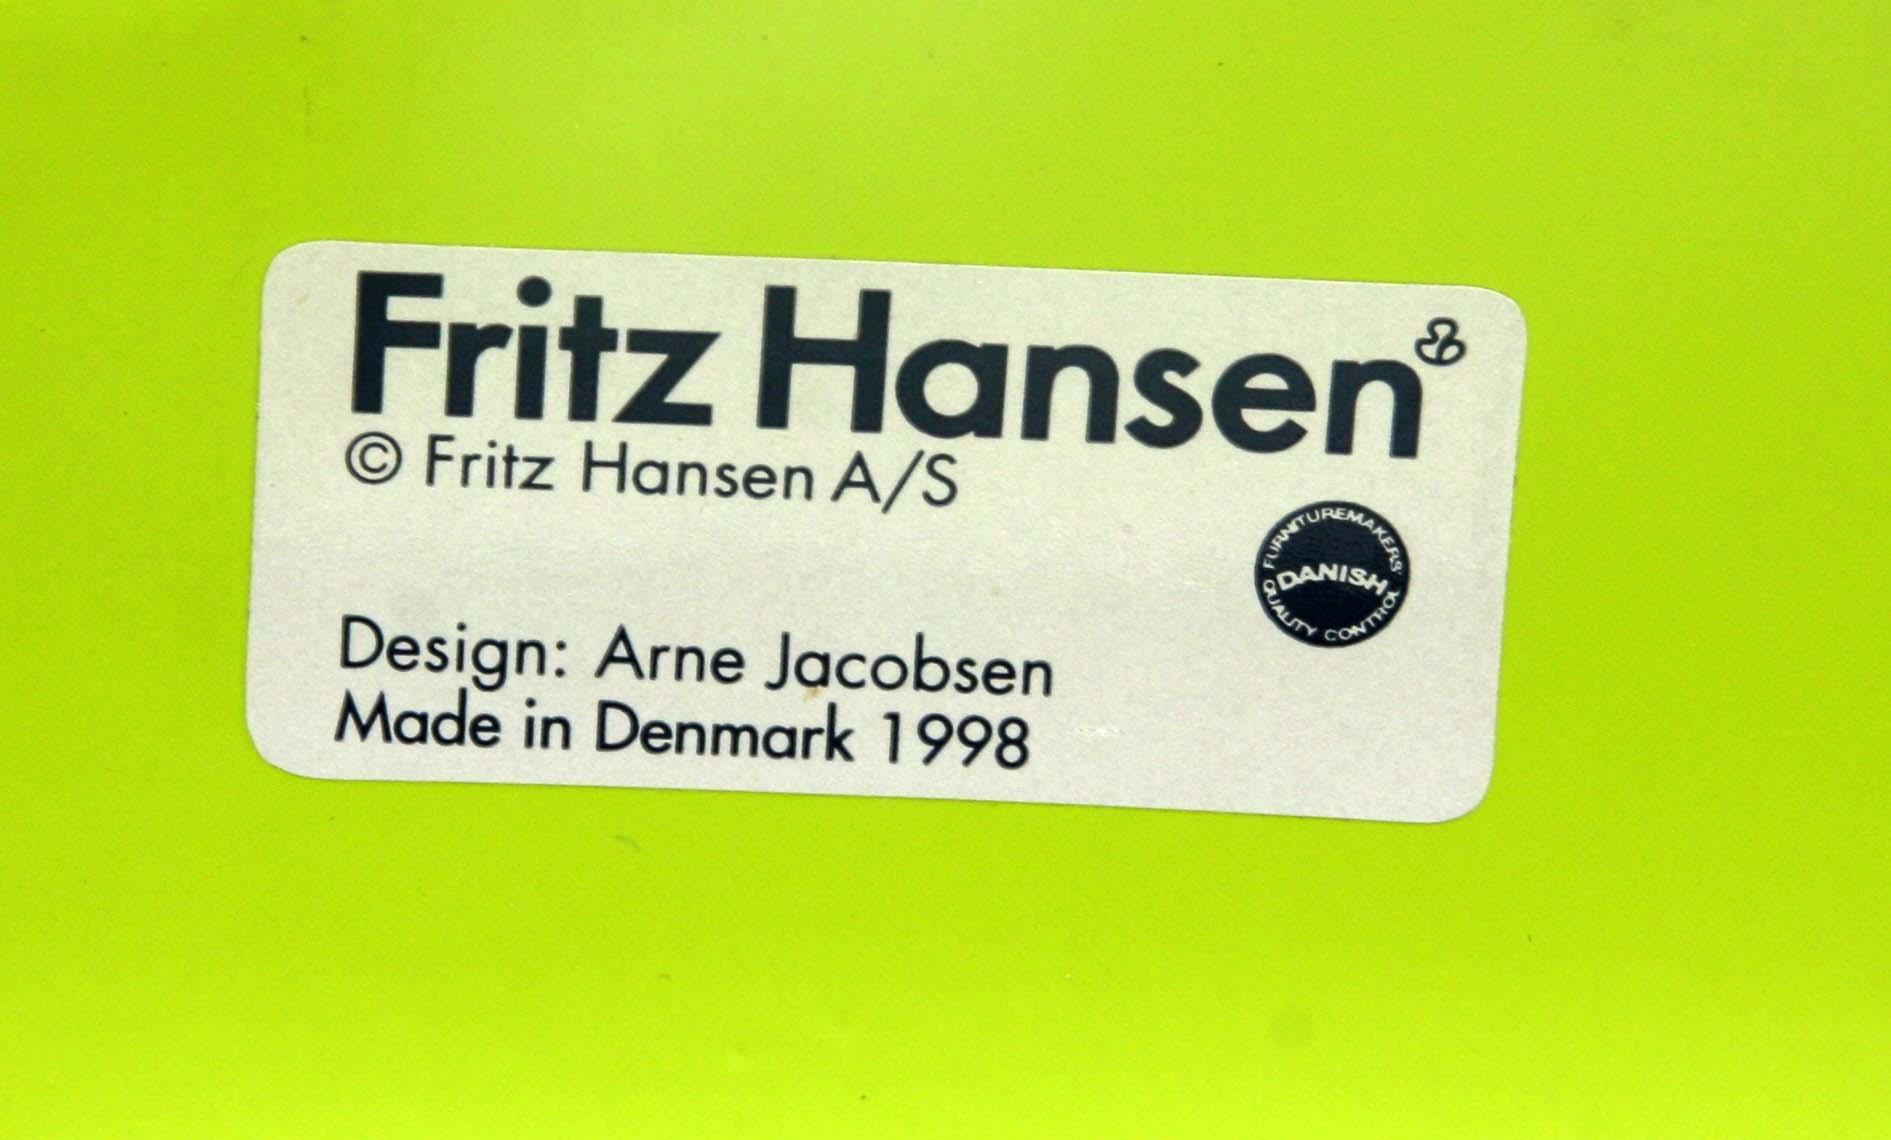 Fritz Hansen
© Fritz Hansen A/S
FURNITUREMAKERS'
DANISH
QUALITY CONTROL
Design: Arne Jacobsen
Made in Denmark 1998